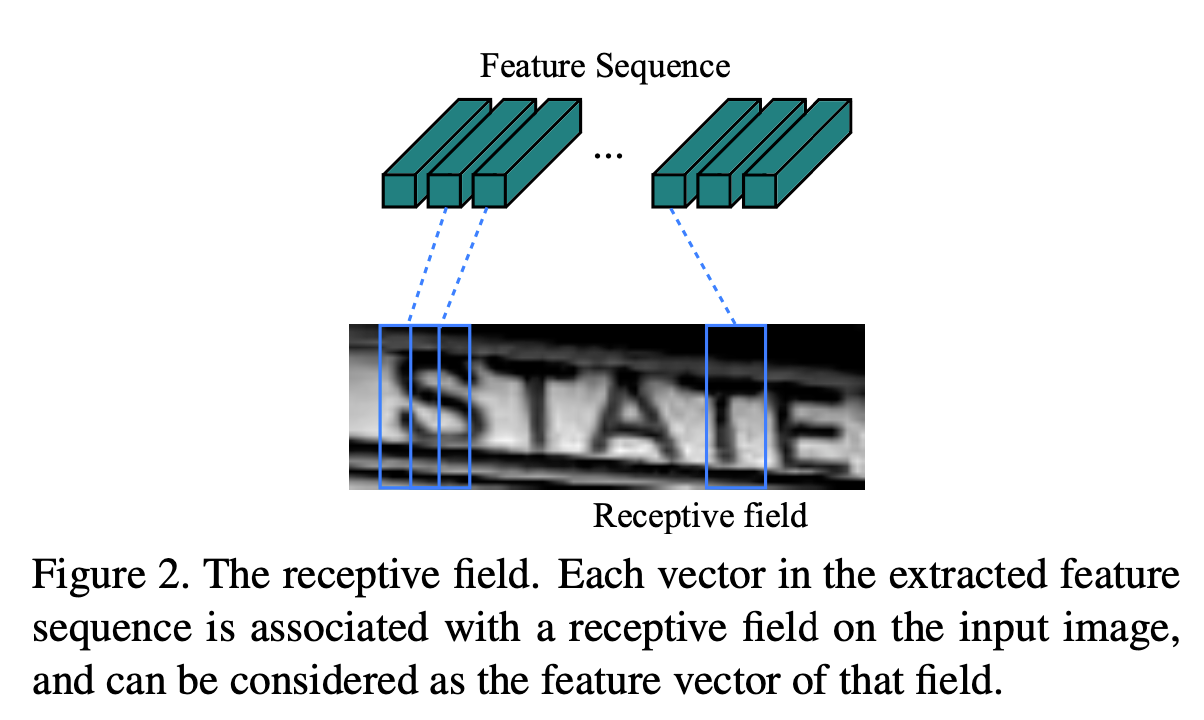 Feature Sequence
...
STATE
Receptive field
Figure 2. The receptive field. Each vector in the extracted feature
sequence is associated with a receptive field on the input image,
and can be considered as the feature vector of that field.